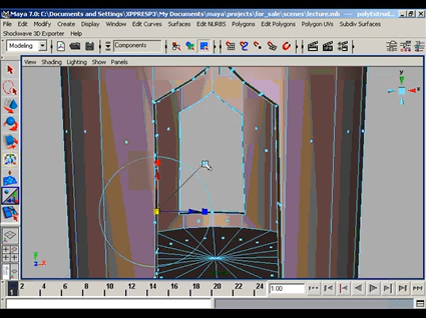 Maya 7.0: C:\Documents and Settings\XPPRESP3\My Documents\maya\projects\for_sale\scenes\lecture.mb --- polyExtrud...
File Edit Modify Create Display Window Edit Curves Surfaces Edit NURBS Polygons Edit Polygons Polygon UVs Subdiv Surfaces
Shockwave 3D Exporter Help
Modeling Components
View Shading Lighting Show Panels
y
z
y
z x
2 4 6 8 10 12 14 16 18 20 22 24 1.00